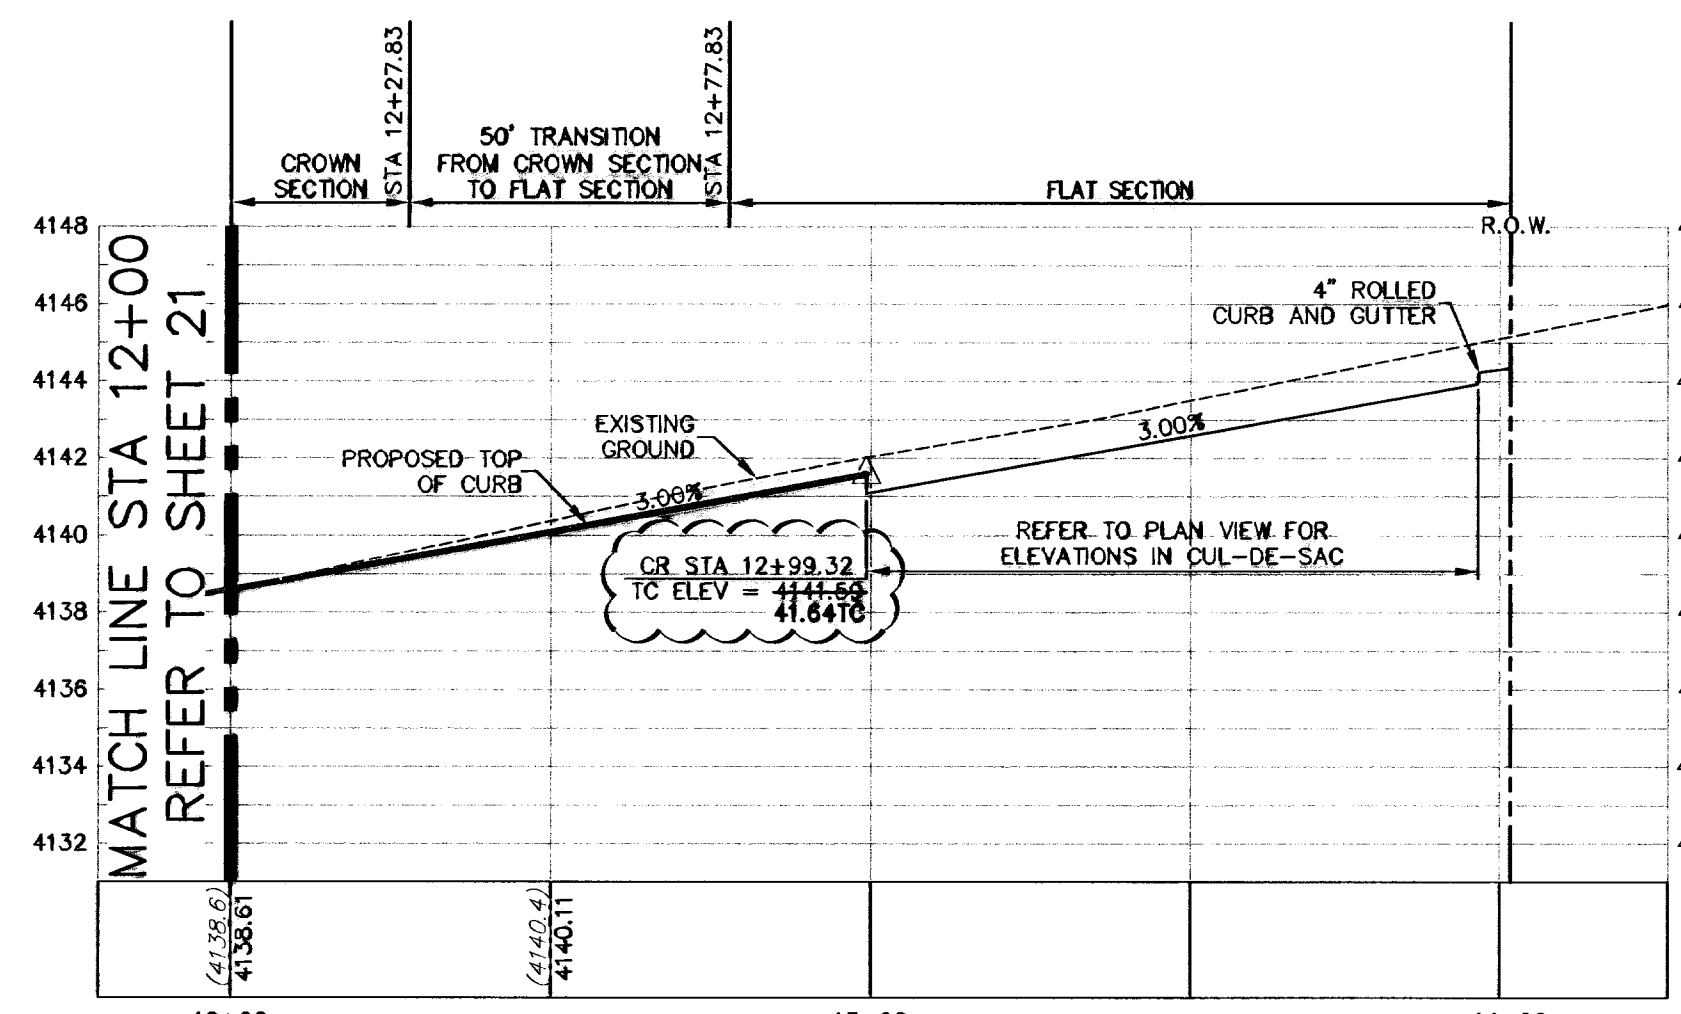 STA 12+27.83
STA 12+77.83
CROWN
SECTION
50' TRANSITION
FROM CROWN SECTION
TO FLAT SECTION
FLAT SECTION
R.O.W.
4148
4146
4144
4142
4140
4138
4136
4134
4132
MATCH LINE STA 12+00
REFER TO SHEET 21
4" ROLLED
CURB AND GUTTER
EXISTING
GROUND
PROPOSED TOP
OF CURB
3.00%
3.00%
REFER TO PLAN VIEW FOR
ELEVATIONS IN CUL-DE-SAC
CR STA 12+99.32
TC ELEV = 4141.59
41.64TC
(4138.6)
4138.61
(4140.4)
4140.11